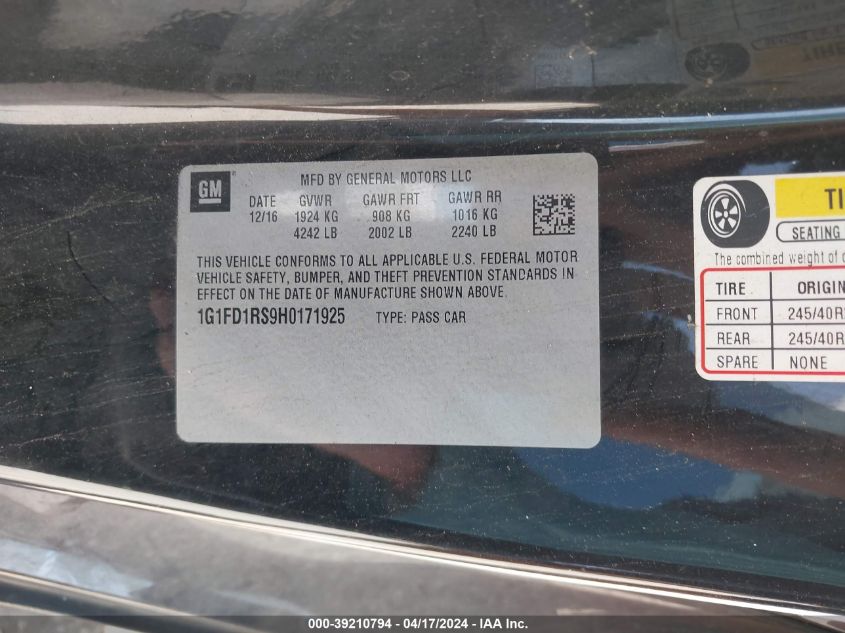 GM
MFD BY GENERAL MOTORS LLC
DATE GVWR GAWR FRT GAWR RR
12/16 1924 KG 908 KG 1016 KG
4242 LB 2002 LB 2240 LB
THIS VEHICLE CONFORMS TO ALL APPLICABLE U.S. FEDERAL MOTOR
VEHICLE SAFETY, BUMPER, AND THEFT PREVENTION STANDARDS IN
EFFECT ON THE DATE OF MANUFACTURE SHOWN ABOVE.
1G1FD1RS9H0171925 TYPE: PASS CAR
TI
SEATING
The combined weight of
TIRE ORIGIN
FRONT 245/40R
REAR 245/40R
SPARE NONE
000-39210794 - 04/17/2024 - IAA Inc.